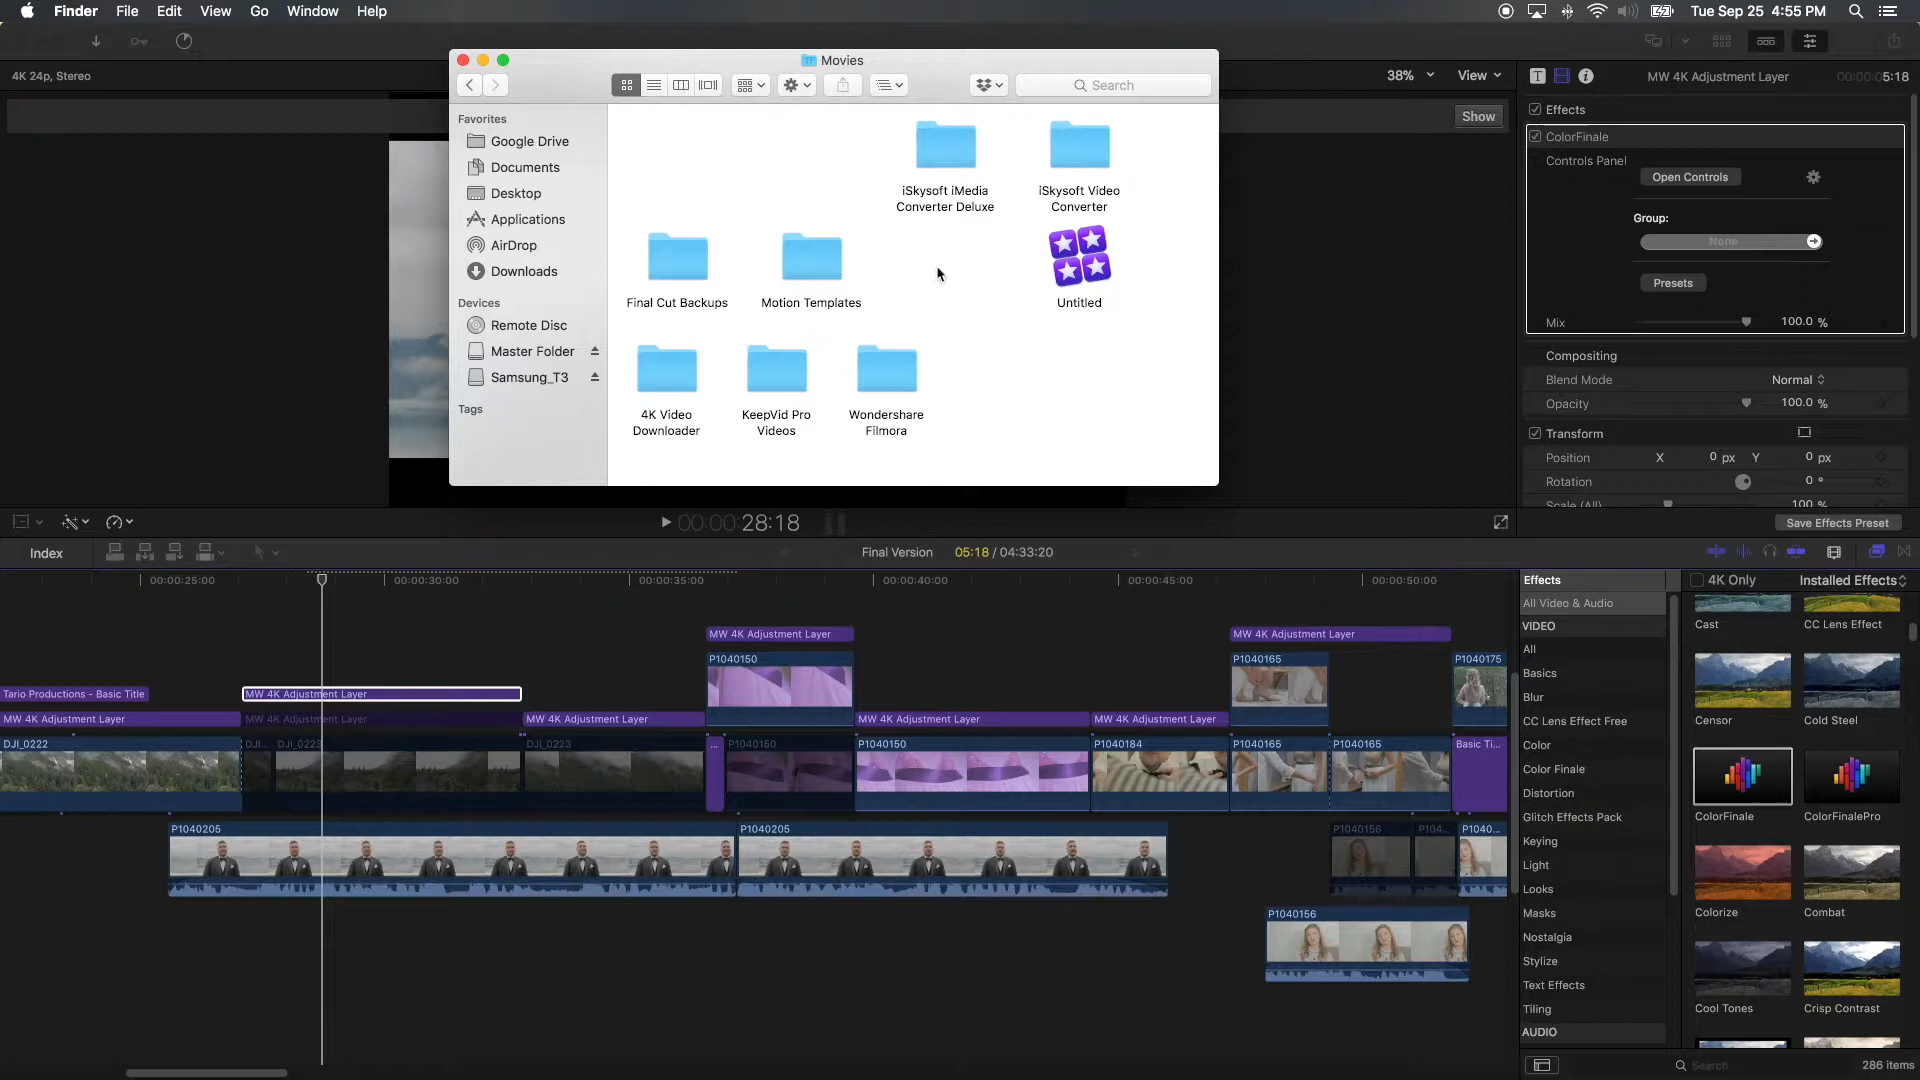 Finder File Edit View Go Window Help
Tue Sep 25 4:55 PM
4K 24p, Stereo
Movies
Search
Favorites
Google Drive
Documents
Desktop
Applications
AirDrop
Downloads
Devices
Remote Disc
Master Folder
Samsung_T3
Tags
iSkysoft iMedia
Converter Deluxe
iSkysoft Video
Converter
Final Cut Backups
Motion Templates
Untitled
4K Video
Downloader
KeepVid Pro
Videos
Wondershare
Filmora
38% View
Show
MW 4K Adjustment Layer
00:00:05:18
Effects
ColorFinale
Controls Panel
Open Controls
Group:
None
Presets
Mix 100.0 %
Compositing
Blend Mode Normal
Opacity 100.0 %
Transform
Position X 0 px Y 0 px
Rotation 0 °
Scale (All) 100 %
Save Effects Preset
00:00:28:18
Index
Final Version 05:18 / 04:33:20
00:00:25:00
00:00:30:00
00:00:35:00
00:00:40:00
00:00:45:00
00:00:50:00
MW 4K Adjustment Layer
MW 4K Adjustment Layer
P1040150
P1040165
P1040175
Tario Productions - Basic Title
MW 4K Adjustment Layer
MW 4K Adjustment Layer
MW 4K Adjustment Layer
MW 4K Adjustment Layer
MW 4K Adjustment Layer
MW 4K Adjustment Layer
DJI_0222
DJI...
DJI_0223
DJI_0223
...
P1040150
P1040150
P1040184
P1040165
P1040165
Basic Ti...
P1040205
P1040205
P1040156
P104...
P1040...
P1040156
Effects
4K Only
Installed Effects
All Video & Audio
VIDEO
All
Basics
Blur
CC Lens Effect Free
Color
Color Finale
Distortion
Glitch Effects Pack
Keying
Light
Looks
Masks
Nostalgia
Stylize
Text Effects
Tiling
AUDIO
Cast
CC Lens Effect
Censor
Cold Steel
ColorFinale
ColorFinalePro
Colorize
Combat
Cool Tones
Crisp Contrast
Search
286 items